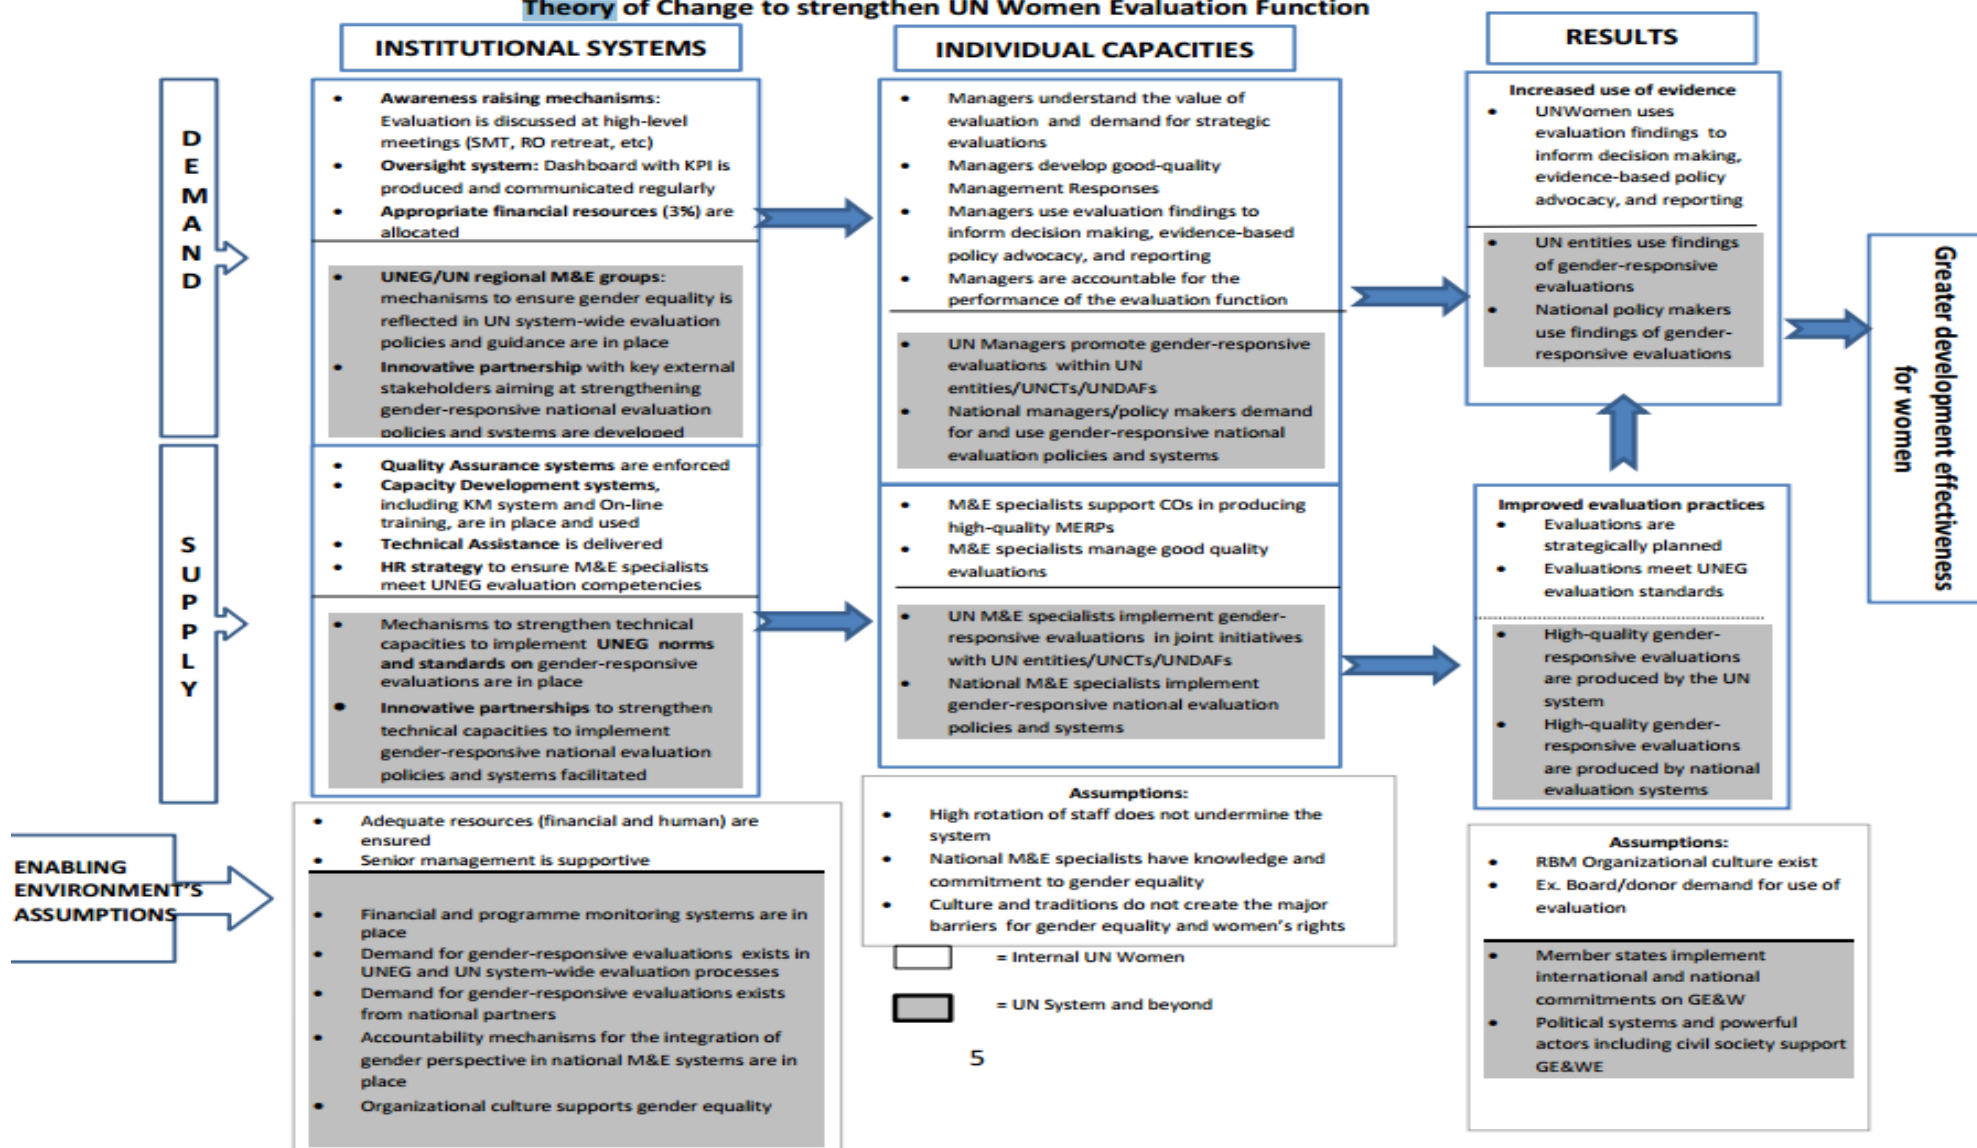 Theory of Change to strengthen UN Women Evaluation Function
INSTITUTIONAL SYSTEMS
INDIVIDUAL CAPACITIES
RESULTS
DEMAND
• Awareness raising mechanisms:
Evaluation is discussed at high-level
meetings (SMT, RO retreat, etc)
• Oversight system: Dashboard with KPI is
produced and communicated regularly
• Appropriate financial resources (3%) are
allocated
• UNEG/UN regional M&E groups:
mechanisms to ensure gender equality is
reflected in UN system-wide evaluation
policies and guidance are in place
• Innovative partnership with key external
stakeholders aiming at strengthening
gender-responsive national evaluation
policies and systems are developed
• Managers understand the value of
evaluation and demand for strategic
evaluations
• Managers develop good-quality
Management Responses
• Managers use evaluation findings to
inform decision making, evidence-based
policy advocacy, and reporting
• Managers are accountable for the
performance of the evaluation function
• UN Managers promote gender-responsive
evaluations within UN
entities/UNCTs/UNDAFs
• National managers/policy makers demand
for and use gender-responsive national
evaluation policies and systems
Increased use of evidence
• UNWomen uses
evaluation findings to
inform decision making,
evidence-based policy
advocacy, and reporting
• UN entities use findings
of gender-responsive
evaluations
• National policy makers
use findings of gender-
responsive evaluations
Greater development effectiveness
for women
SUPPLY
• Quality Assurance systems are enforced
• Capacity Development systems,
including KM system and On-line
training, are in place and used
• Technical Assistance is delivered
• HR strategy to ensure M&E specialists
meet UNEG evaluation competencies
• Mechanisms to strengthen technical
capacities to implement UNEG norms
and standards on gender-responsive
evaluations are in place
• Innovative partnerships to strengthen
technical capacities to implement
gender-responsive national evaluation
policies and systems facilitated
• M&E specialists support COs in producing
high-quality MERPs
• M&E specialists manage good quality
evaluations
• UN M&E specialists implement gender-
responsive evaluations in joint initiatives
with UN entities/UNCTs/UNDAFs
• National M&E specialists implement
gender-responsive national evaluation
policies and systems
Improved evaluation practices
• Evaluations are
strategically planned
• Evaluations meet UNEG
evaluation standards
• High-quality gender-
responsive evaluations
are produced by the UN
system
• High-quality gender-
responsive evaluations
are produced by national
evaluation systems
ENABLING
ENVIRONMENT'S
ASSUMPTIONS
• Adequate resources (financial and human) are
ensured
• Senior management is supportive
• Financial and programme monitoring systems are in
place
• Demand for gender-responsive evaluations exists in
UNEG and UN system-wide evaluation processes
• Demand for gender-responsive evaluations exists
from national partners
• Accountability mechanisms for the integration of
gender perspective in national M&E systems are in
place
• Organizational culture supports gender equality
Assumptions:
• High rotation of staff does not undermine the
system
• National M&E specialists have knowledge and
commitment to gender equality
• Culture and traditions do not create the major
barriers for gender equality and women's rights
= Internal UN Women
= UN System and beyond
5
Assumptions:
• RBM Organizational culture exist
• Ex. Board/donor demand for use of
evaluation
• Member states implement
international and national
commitments on GE&W
• Political systems and powerful
actors including civil society support
GE&WE